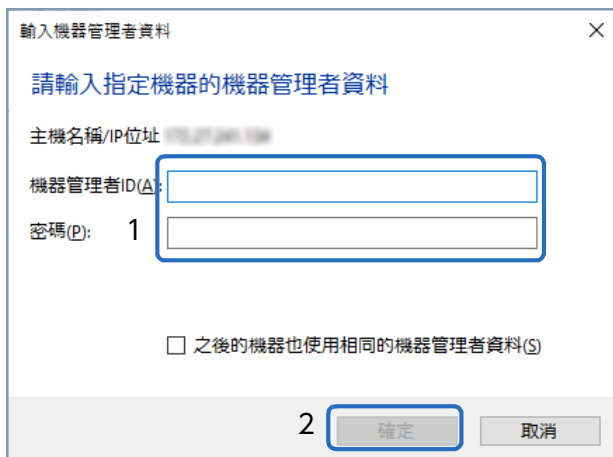 輸入機器管理者資料
請輸入指定機器的機器管理者資料
主機名稱/IP位址
機器管理者ID(A):
密碼(P): 1
之後的機器也使用相同的機器管理者資料(S)
2 確定 取消